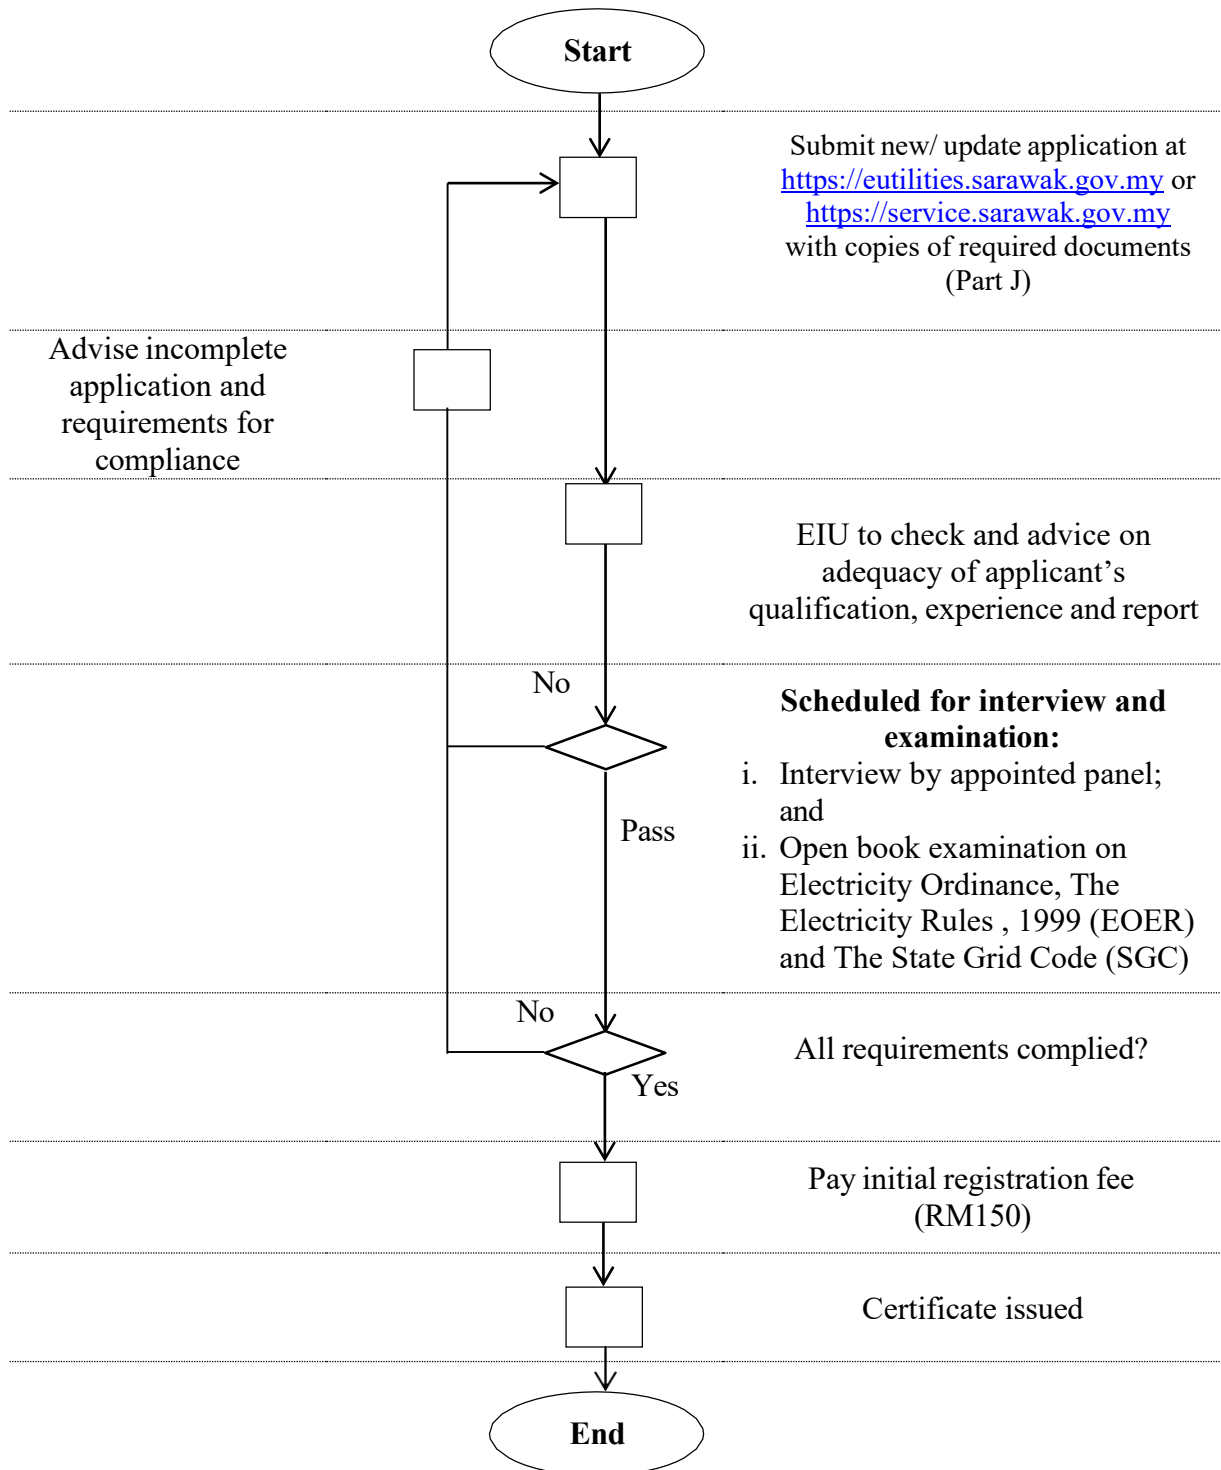 Start
Submit new/ update application at
https://eutilities.sarawak.gov.my or
https://service.sarawak.gov.my
with copies of required documents
(Part J)
Advise incomplete
application and
requirements for
compliance
EIU to check and advice on
adequacy of applicant’s
qualification, experience and report
No
Scheduled for interview and
examination:
i. Interview by appointed panel;
and
Pass
ii. Open book examination on
Electricity Ordinance, The
Electricity Rules , 1999 (EOER)
and The State Grid Code (SGC)
No
All requirements complied?
Yes
Pay initial registration fee
(RM150)
Certificate issued
End